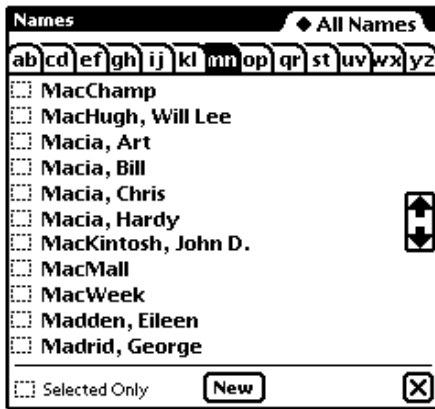 Names
◆ All Names
ab cd ef gh ij kl mn op qr st uv wx yz
MacChamp
MacHugh, Will Lee
Macia, Art
Macia, Bill
Macia, Chris
Macia, Hardy
MacKintosh, John D.
MacMall
MacWeek
Madden, Eileen
Madrid, George
Selected Only
New